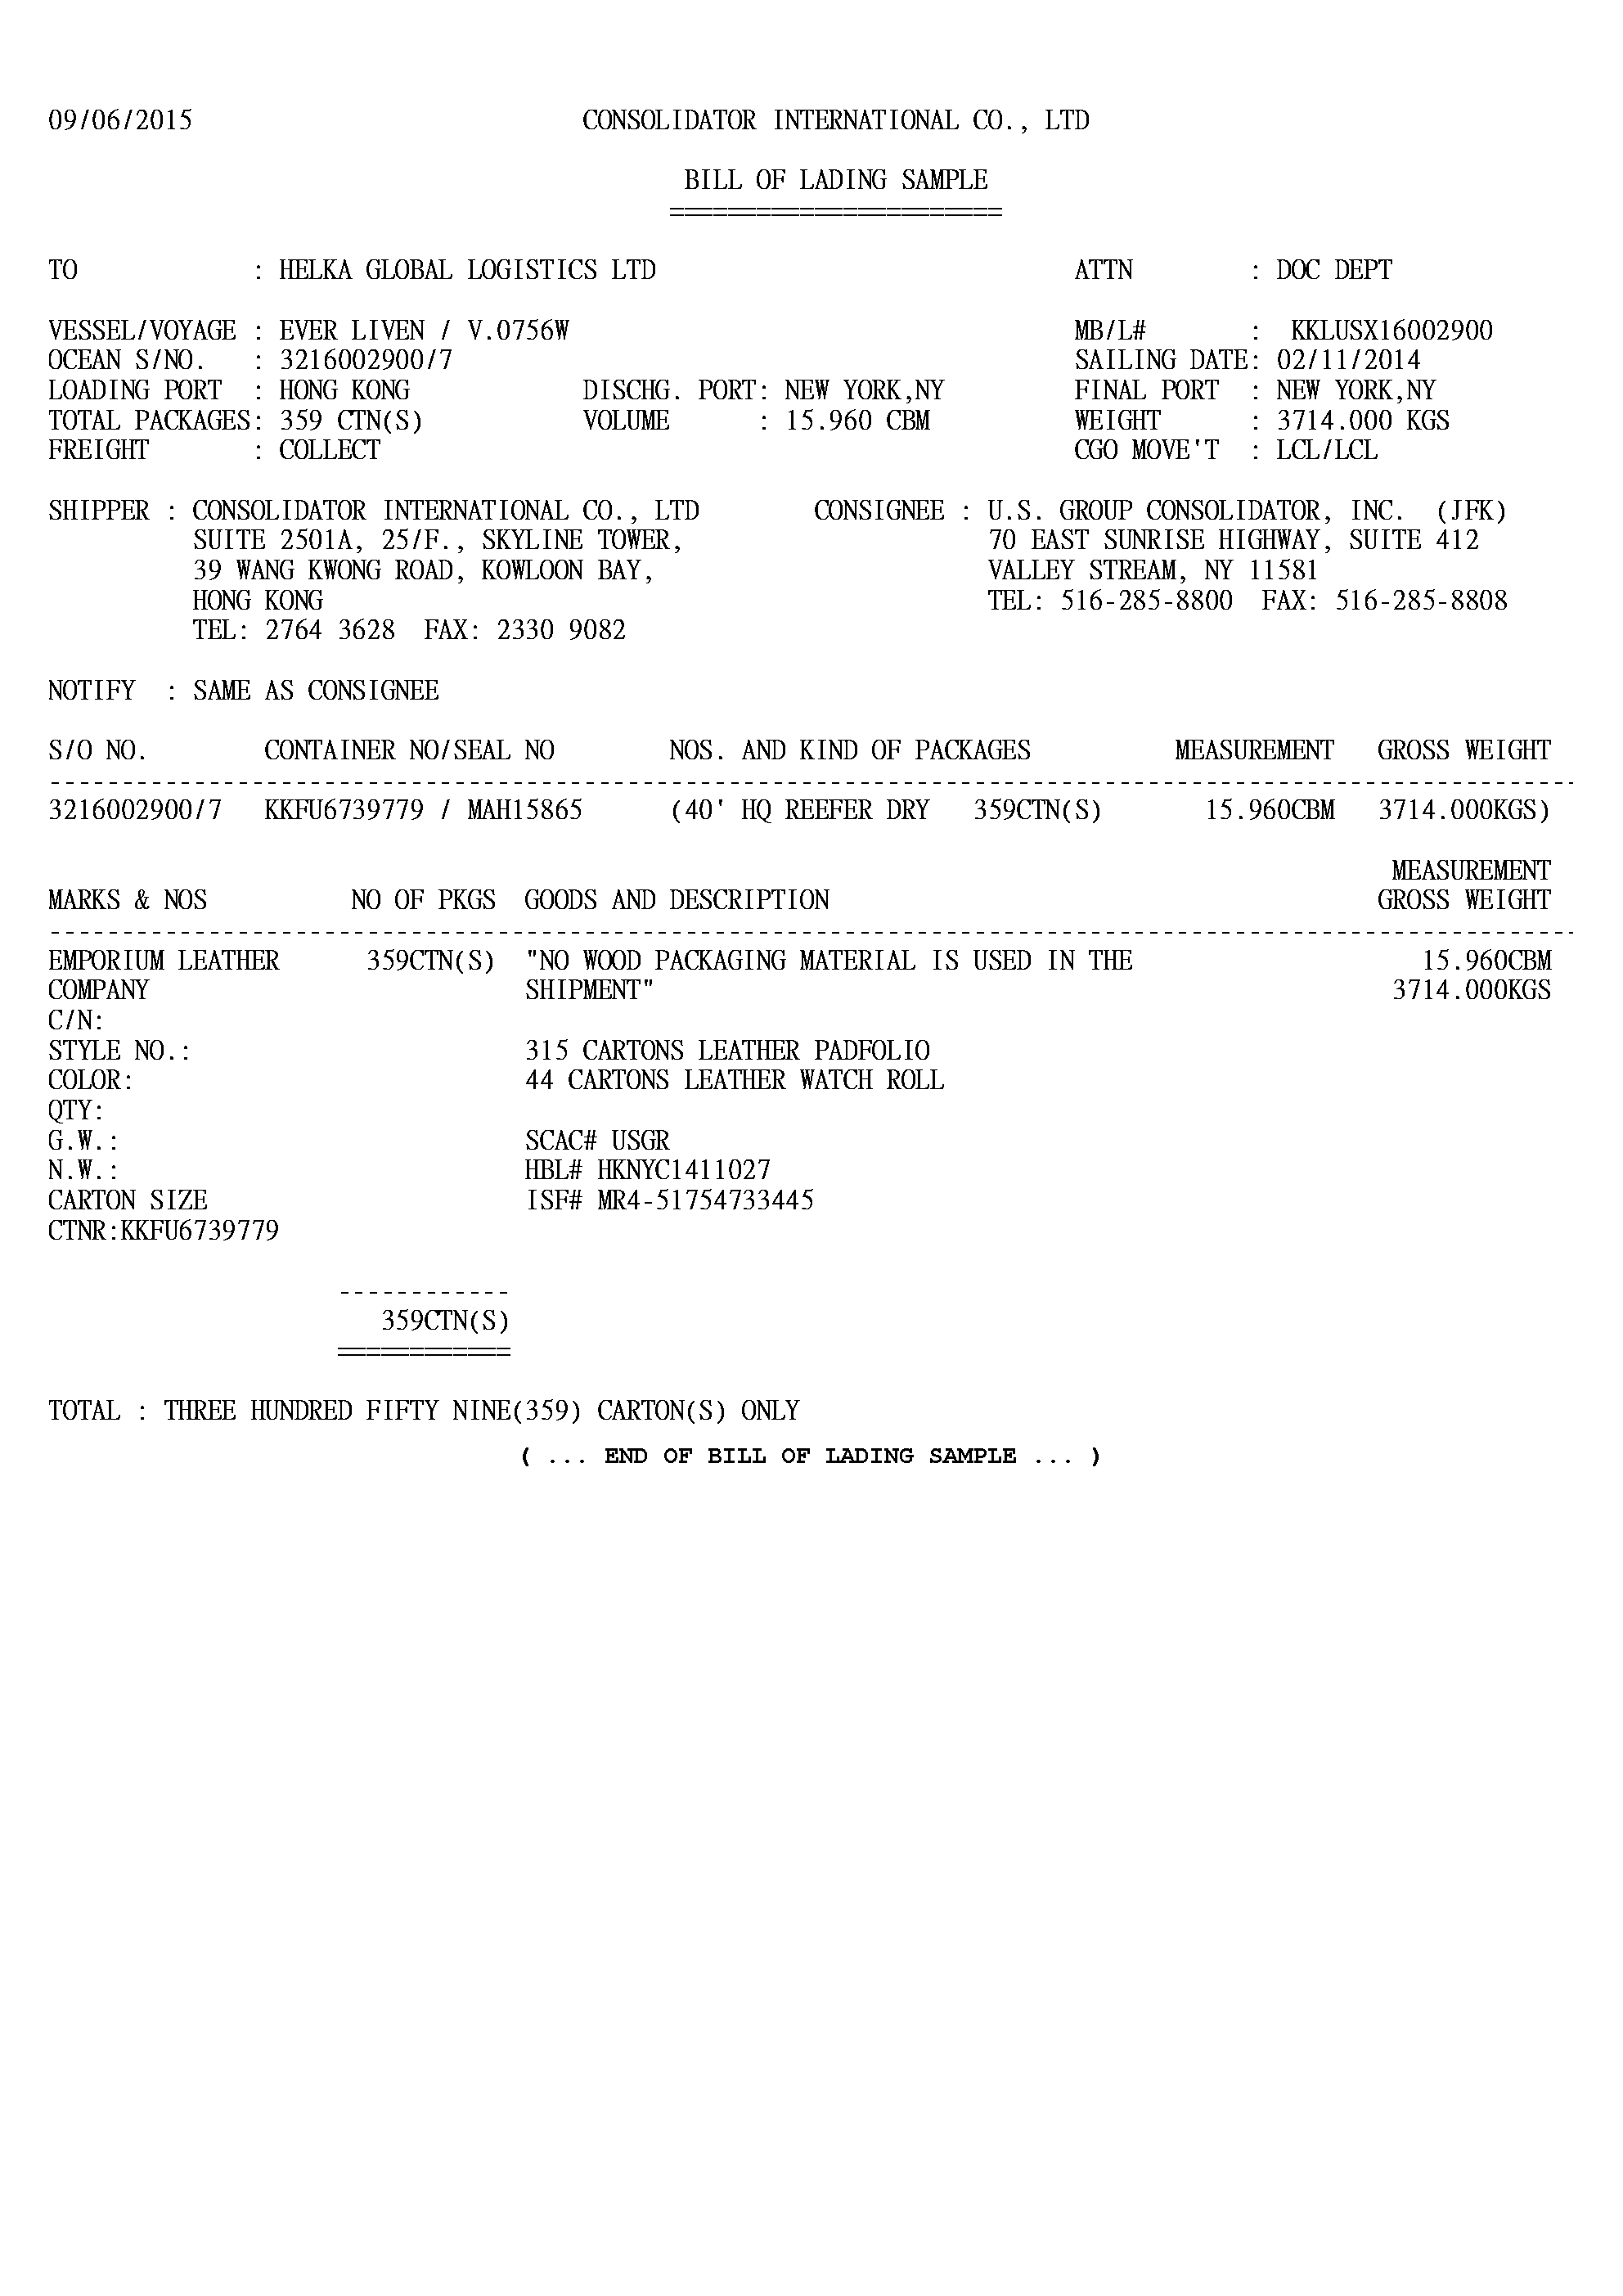 09/06/2015 CONSOLIDATOR INTERNATIONAL CO., LTD
BILL OF LADING SAMPLE
=======================
TO : HELKA GLOBAL LOGISTICS LTD ATTN : DOC DEPT
VESSEL/VOYAGE : EVER LIVEN / V.0756W MB/L# : KKLUSX16002900
OCEAN S/NO. : 3216002900/7 SAILING DATE: 02/11/2014
LOADING PORT : HONG KONG DISCHG. PORT: NEW YORK,NY FINAL PORT : NEW YORK,NY
TOTAL PACKAGES: 359 CTN(S) VOLUME : 15.960 CBM WEIGHT : 3714.000 KGS
FREIGHT : COLLECT CGO MOVE'T : LCL/LCL
SHIPPER : CONSOLIDATOR INTERNATIONAL CO., LTD CONSIGNEE : U.S. GROUP CONSOLIDATOR, INC. (JFK)
SUITE 2501A, 25/F., SKYLINE TOWER, 70 EAST SUNRISE HIGHWAY, SUITE 412
39 WANG KWONG ROAD, KOWLOON BAY, VALLEY STREAM, NY 11581
HONG KONG TEL: 516-285-8800 FAX: 516-285-8808
TEL: 2764 3628 FAX: 2330 9082
NOTIFY : SAME AS CONSIGNEE
S/O NO. CONTAINER NO/SEAL NO NOS. AND KIND OF PACKAGES MEASUREMENT GROSS WEIGHT
3216002900/7 KKFU6739779 / MAH15865 (40' HQ REEFER DRY 359CTN(S) 15.960CBM 3714.000KGS)
MEASUREMENT
MARKS & NOS NO OF PKGS GOODS AND DESCRIPTION GROSS WEIGHT
EMPORIUM LEATHER 359CTN(S) "NO WOOD PACKAGING MATERIAL IS USED IN THE 15.960CBM
COMPANY SHIPMENT" 3714.000KGS
C/N:
STYLE NO.: 315 CARTONS LEATHER PADFOLIO
COLOR: 44 CARTONS LEATHER WATCH ROLL
QTY:
G.W.: SCAC# USGR
N.W.: HBL# HKNYC1411027
CARTON SIZE ISF# MR4-51754733445
CTNR:KKFU6739779
------------
359CTN(S)
============
TOTAL : THREE HUNDRED FIFTY NINE(359) CARTON(S) ONLY
( ... END OF BILL OF LADING SAMPLE ... )